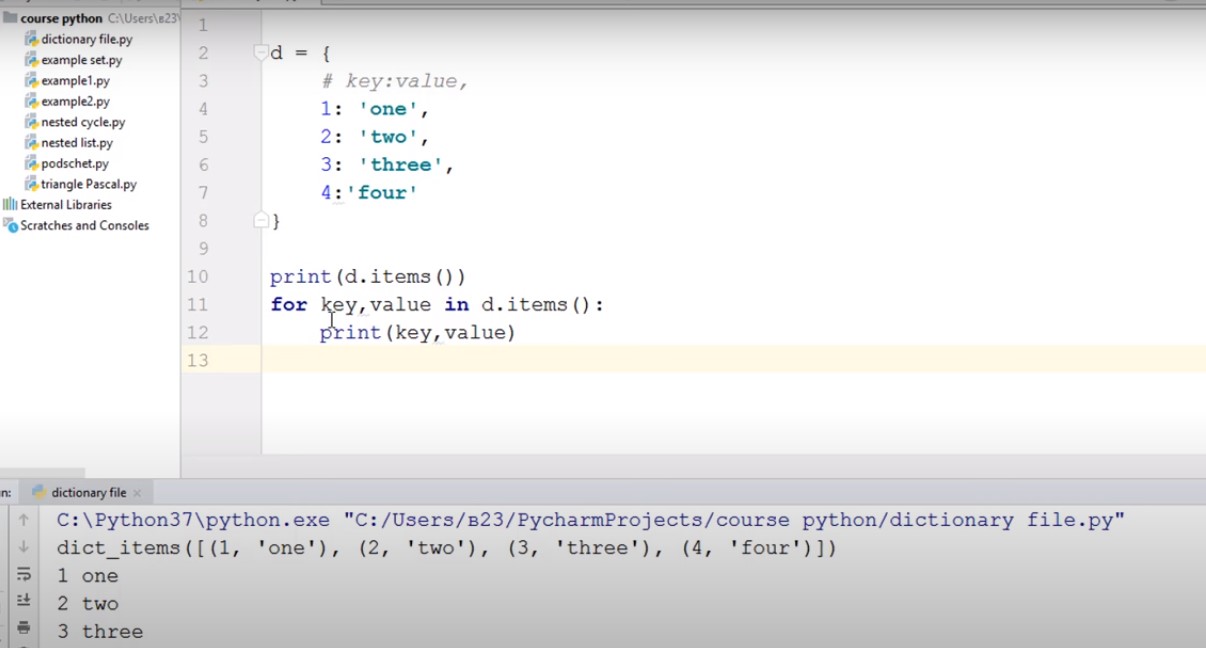 course python C:\Users\в23\
dictionary file.py
example set.py
example1.py
example2.py
nested cycle.py
nested list.py
podschet.py
triangle Pascal.py
External Libraries
Scratches and Consoles
1
2 d = {
3 # key:value,
4 1: 'one',
5 2: 'two',
6 3: 'three',
7 4:'four'
8 }
9
10 print(d.items())
11 for key,value in d.items():
12 print(key,value)
13
n: dictionary file ×
C:\Python37\python.exe "C:/Users/в23/PycharmProjects/course python/dictionary file.py"
dict_items([(1, 'one'), (2, 'two'), (3, 'three'), (4, 'four')])
1 one
2 two
3 three